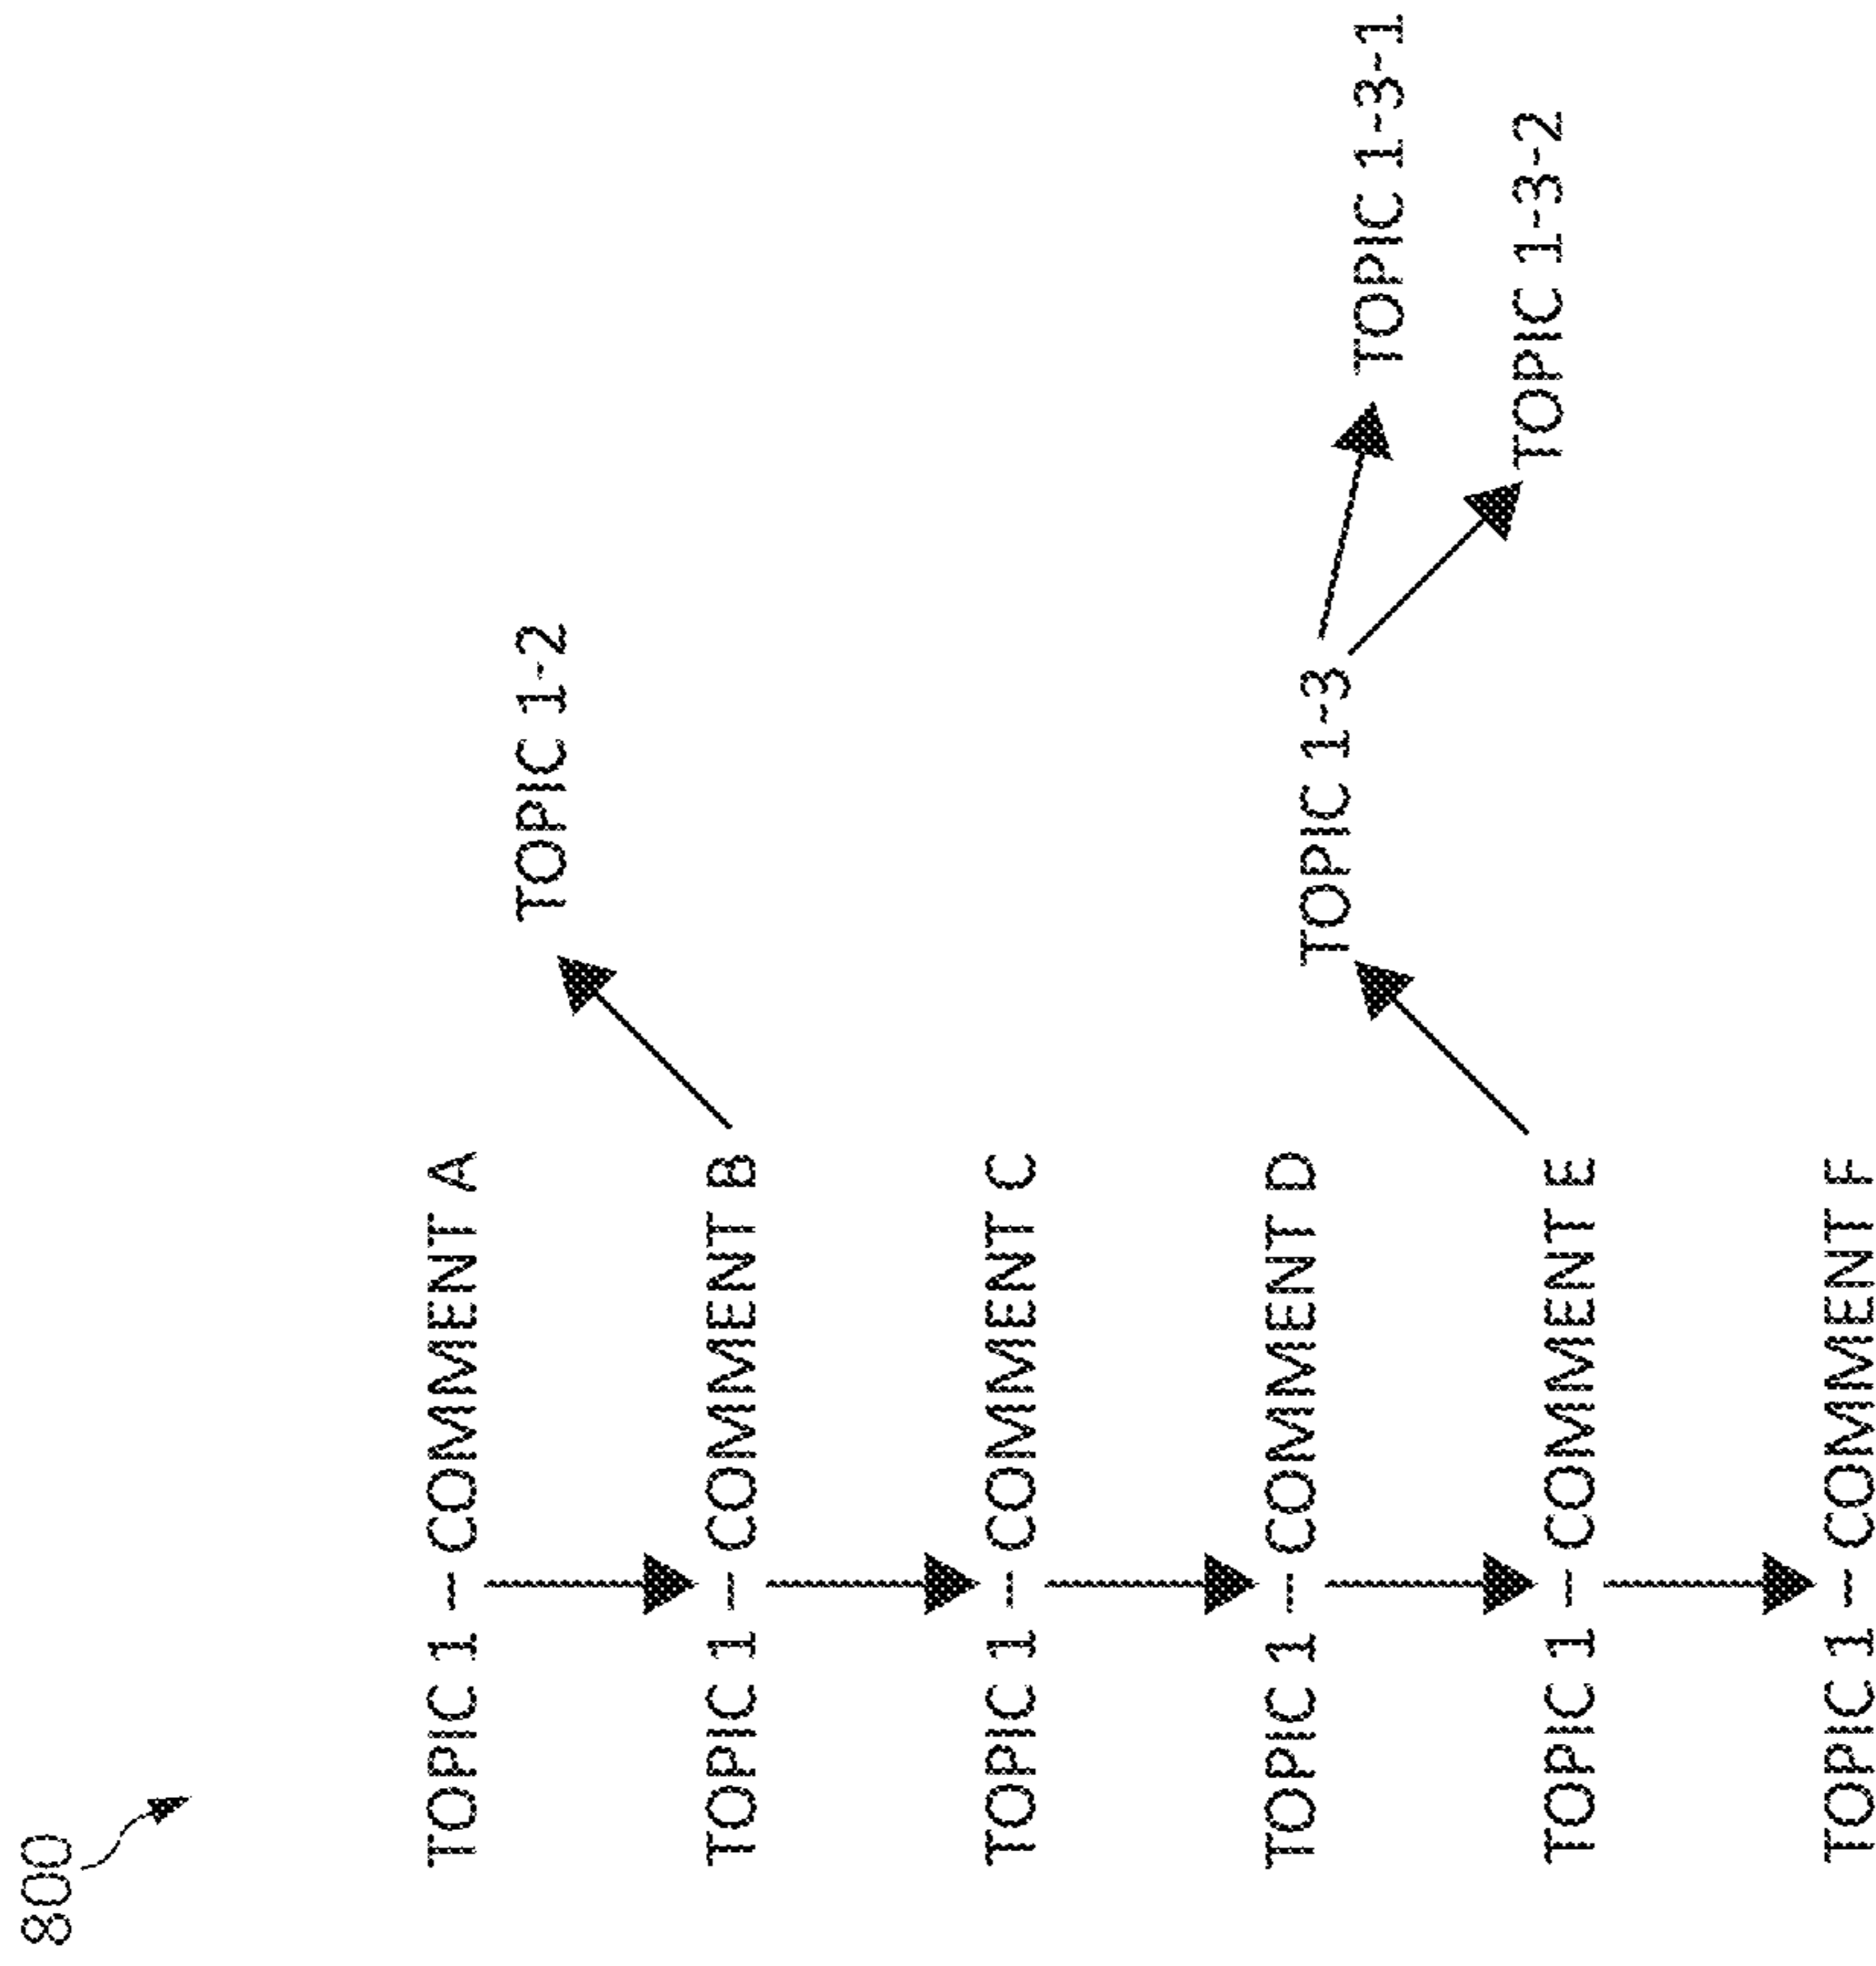 800
TOPIC 1 – COMMENT A
TOPIC 1-2
TOPIC 1 – COMMENT B
TOPIC 1 – COMMENT C
TOPIC 1 – COMMENT D
TOPIC 1-3
TOPIC 1-3-1
TOPIC 1-3-2
TOPIC 1 – COMMENT E
TOPIC 1 – COMMENT F